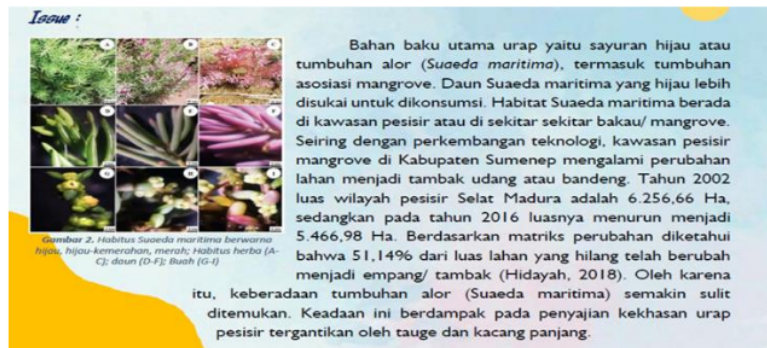 Issue :
Bahan baku utama urap yaitu sayuran hijau atau
tumbuhan alor (Suaeda maritima), termasuk tumbuhan
asosiasi mangrove. Daun Suaeda maritima yang hijau lebih
disukai untuk dikonsumsi. Habitat Suaeda maritima berada
di kawasan pesisir atau di sekitar sekitar bakau/ mangrove.
Seiring dengan perkembangan teknologi, kawasan pesisir
mangrove di Kabupaten Sumenep mengalami perubahan
lahan menjadi tambak udang atau bandeng. Tahun 2002
luas wilayah pesisir Selat Madura adalah 6.256,66 Ha,
sedangkan pada tahun 2016 luasnya menurun menjadi
5.466,98 Ha. Berdasarkan matriks perubahan diketahui
bahwa 51,14% dari luas lahan yang hilang telah berubah
menjadi empang/ tambak (Hidayah, 2018). Oleh karena
itu, keberadaan tumbuhan alor (Suaeda maritima) semakin sulit
ditemukan. Keadaan ini berdampak pada penyajian kekhasan urap
pesisir tergantikan oleh tauge dan kacang panjang.
A B C
D E F
G H I
Gambar 2. Habitus Suaeda maritima berwarna
hijau, hijau-kemerahan, merah; Habitus herba (A-
C); daun (D-F); Buah (G-I)